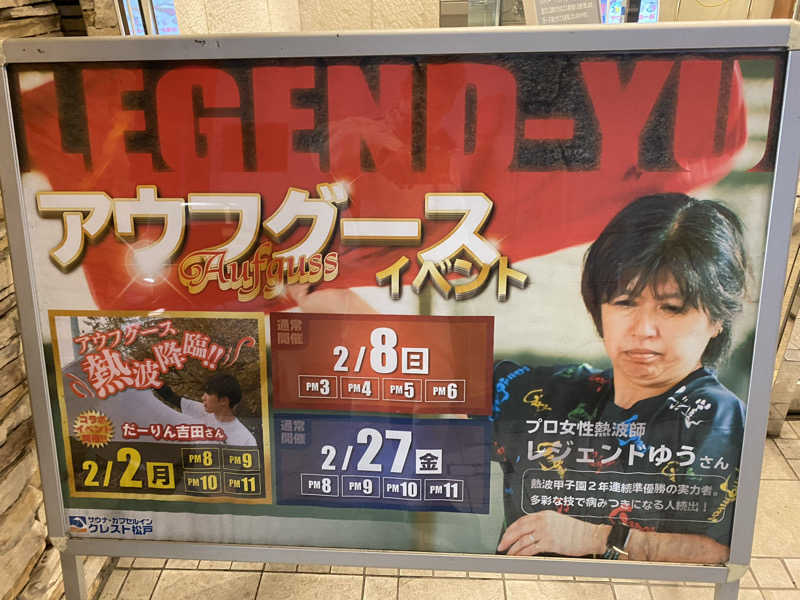 LEGEND-YU
アウフグース
Aufguss
イベント
アウフグース
熱波降臨!!
だーりん吉田さん
2/2月
PM8 PM9
PM10 PM11
通常
開催
2/8日
PM3 PM4 PM5 PM6
通常
開催
2/27金
PM8 PM9 PM10 PM11
プロ女性熱波師
レジェンドゆうさん
熱波甲子園2年連続準優勝の実力者。
多彩な技で病みつきになる人続出!
サウナ・カプセルイン
クレスト松戸